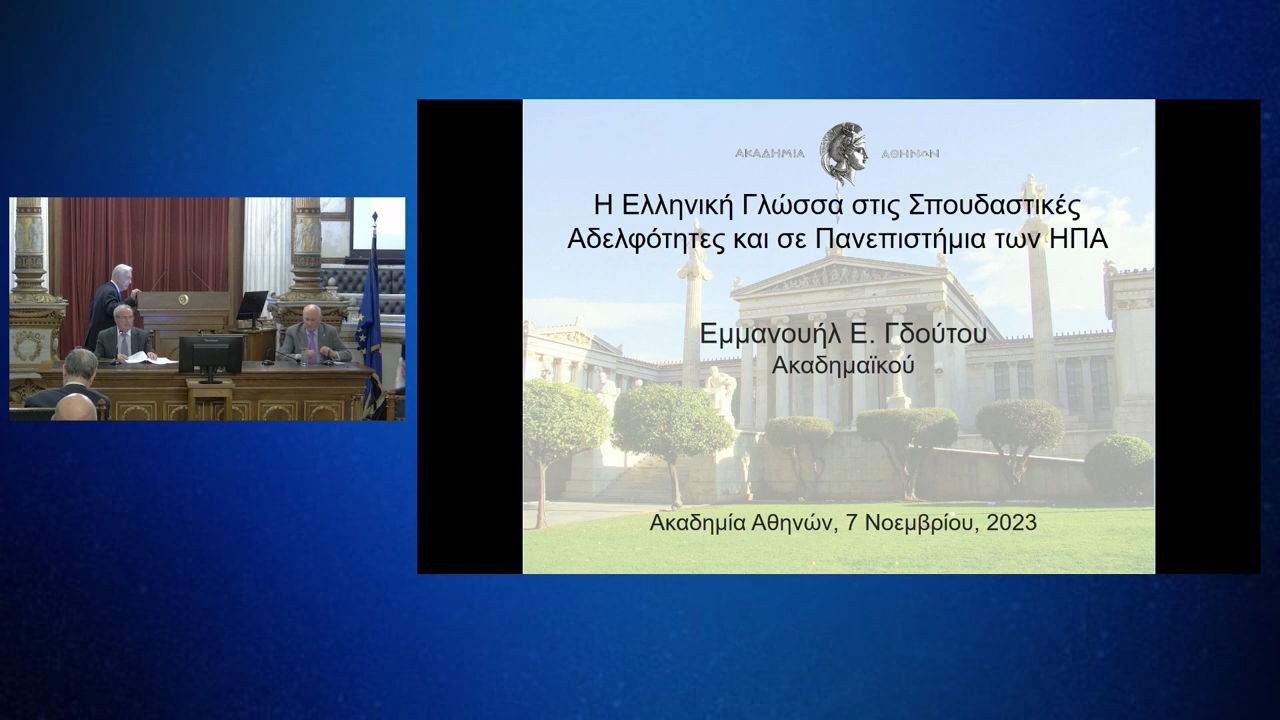 ΑΚΑΔΗΜΙΑ ΑΘΗΝΩΝ
Η Ελληνική Γλώσσα στις Σπουδαστικές
Αδελφότητες και σε Πανεπιστήμια των ΗΠΑ
Εμμανουήλ Ε. Γδούτου
Ακαδημαϊκού
Ακαδημία Αθηνών, 7 Νοεμβρίου, 2023